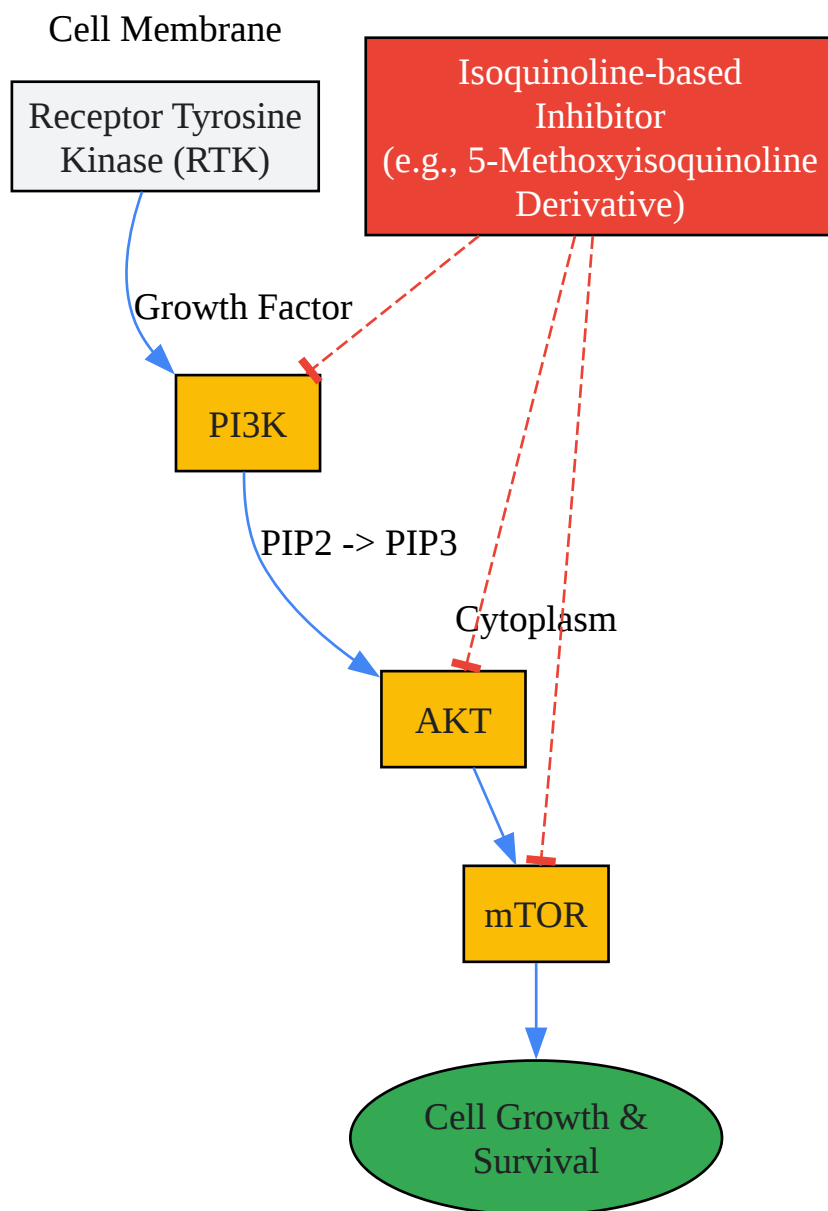 Cell Membrane
Receptor Tyrosine
Kinase (RTK)
Isoquinoline-based
Inhibitor
(e.g., 5-Methoxyisoquinoline
Derivative)
Growth Factor
PI3K
PIP2 -> PIP3
Cytoplasm
AKT
mTOR
Cell Growth &
Survival